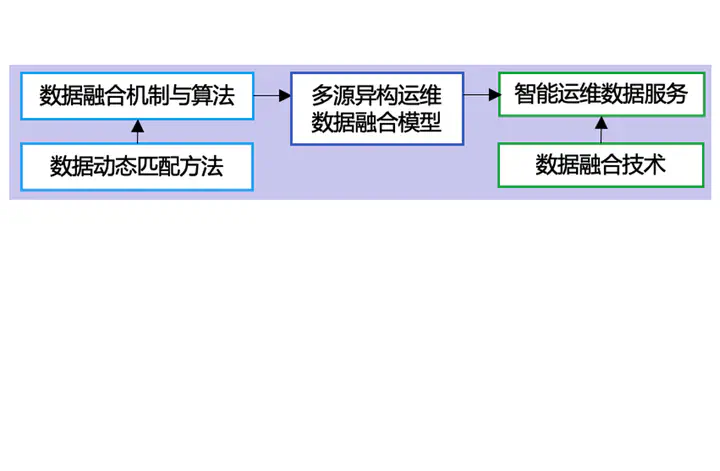 数据融合机制与算法
数据动态匹配方法
多源异构运维
数据融合模型
智能运维数据服务
数据融合技术